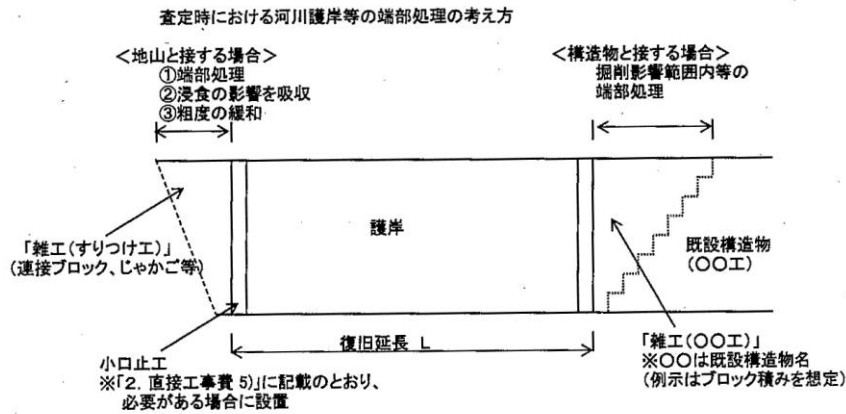 査定時における河川護岸等の端部処理の考え方
＜地山と接する場合＞
①端部処理
②浸食の影響を吸収
③粗度の緩和
＜構造物と接する場合＞
掘削影響範囲内等の
端部処理
護岸
「雑工(すりつけ工)」
(連接ブロック、じゃかご等)
既設構造物
(〇〇工)
復旧延長 L
小口止工
※「2. 直接工事費 5)」に記載のとおり、
必要がある場合に設置
「雑工(〇〇工)」
※〇〇は既設構造物名
(例示はブロック積みを想定)